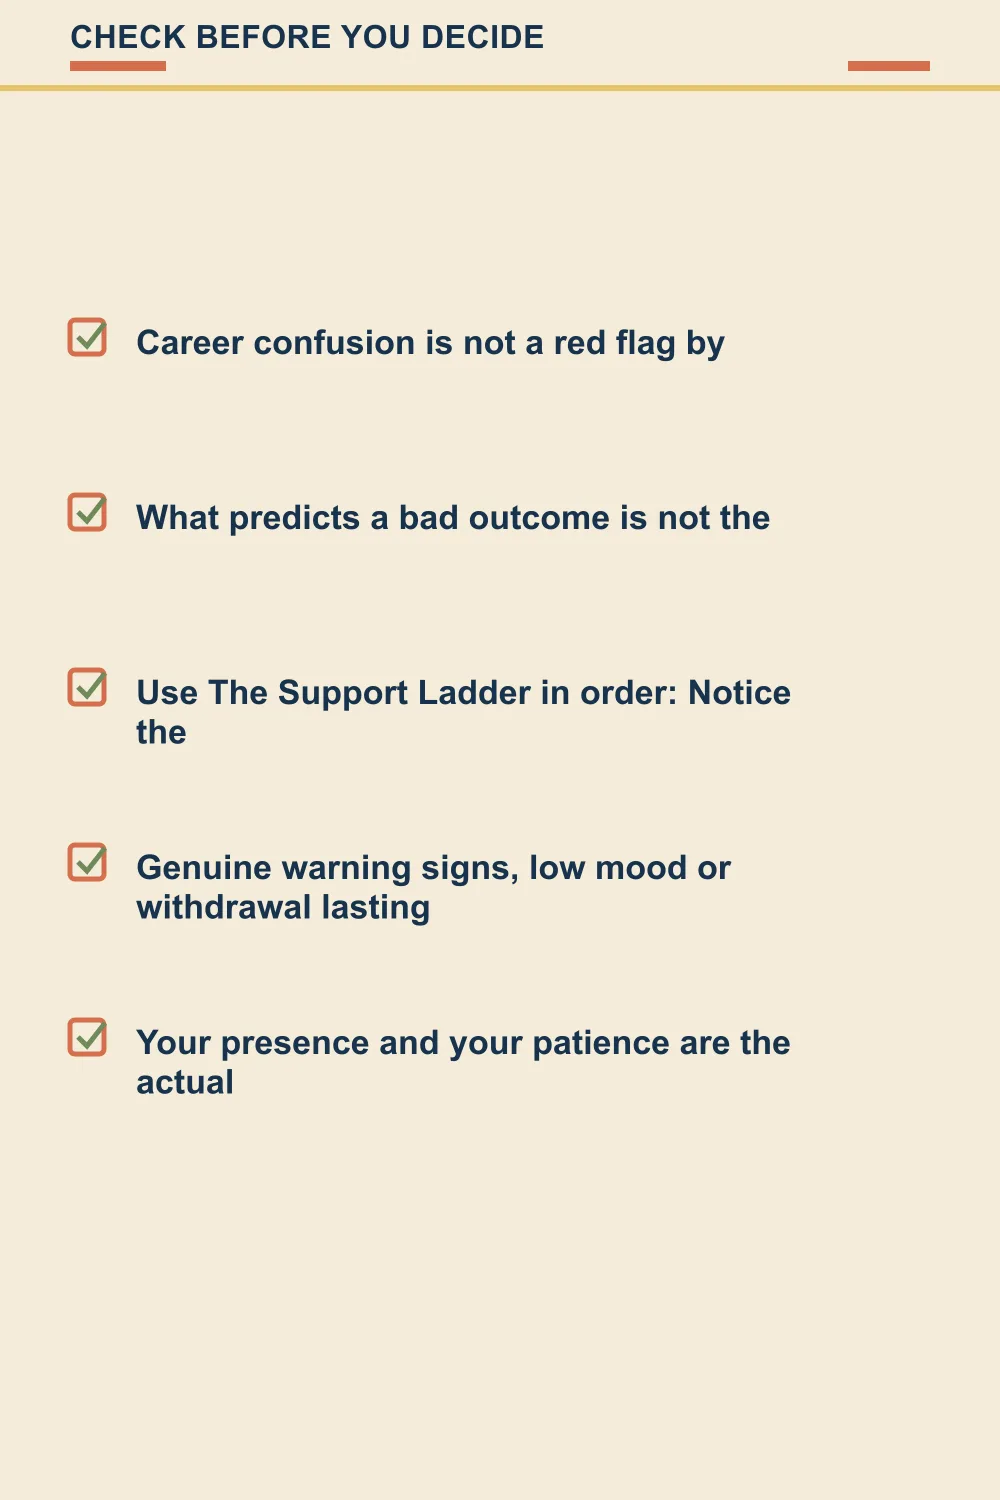 CHECK BEFORE YOU DECIDE
Career confusion is not a red flag by
What predicts a bad outcome is not the
Use The Support Ladder in order: Notice
the
Genuine warning signs, low mood or
withdrawal lasting
Your presence and your patience are the
actual